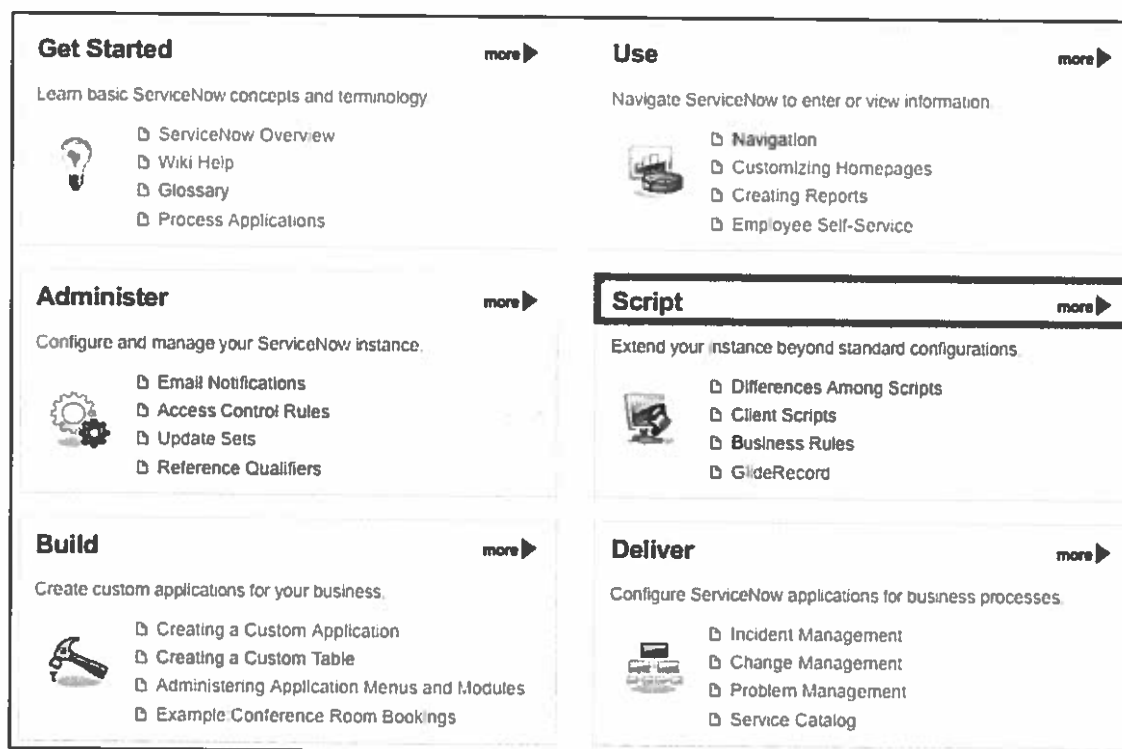 Get Started more
Learn basic ServiceNow concepts and terminology
ServiceNow Overview
Wiki Help
Glossary
Process Applications
Use more
Navigate ServiceNow to enter or view information.
Navigation
Customizing Homepages
Creating Reports
Employee Self-Service
Administer more
Configure and manage your ServiceNow instance.
Email Notifications
Access Control Rules
Update Sets
Reference Qualifiers
Script more
Extend your instance beyond standard configurations.
Differences Among Scripts
Client Scripts
Business Rules
GlideRecord
Build more
Create custom applications for your business.
Creating a Custom Application
Creating a Custom Table
Administering Application Menus and Modules
Example:Conference Room Bookings
Deliver more
Configure ServiceNow applications for business processes.
Incident Management
Change Management
Problem Management
Service Catalog